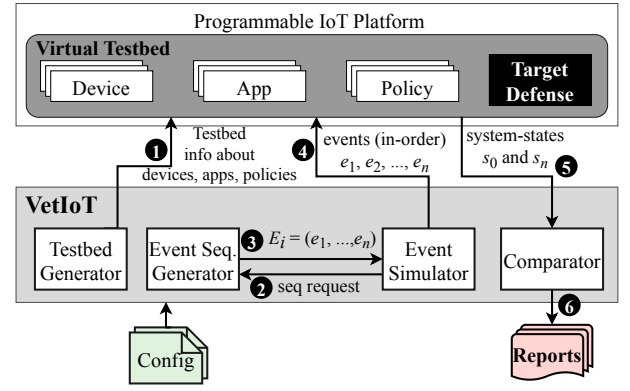 Programmable IoT Platform
Virtual Testbed
Device
App
Policy
Target
Defense
1
Testbed
info about
devices, apps, policies
4
events (in-order)
e1, e2, ..., en
system-states
s0 and sn
5
VetIoT
Testbed
Generator
Event Seq.
Generator
3
Ei = (e1, ...,en)
2
seq request
Event
Simulator
Comparator
6
Config
Reports